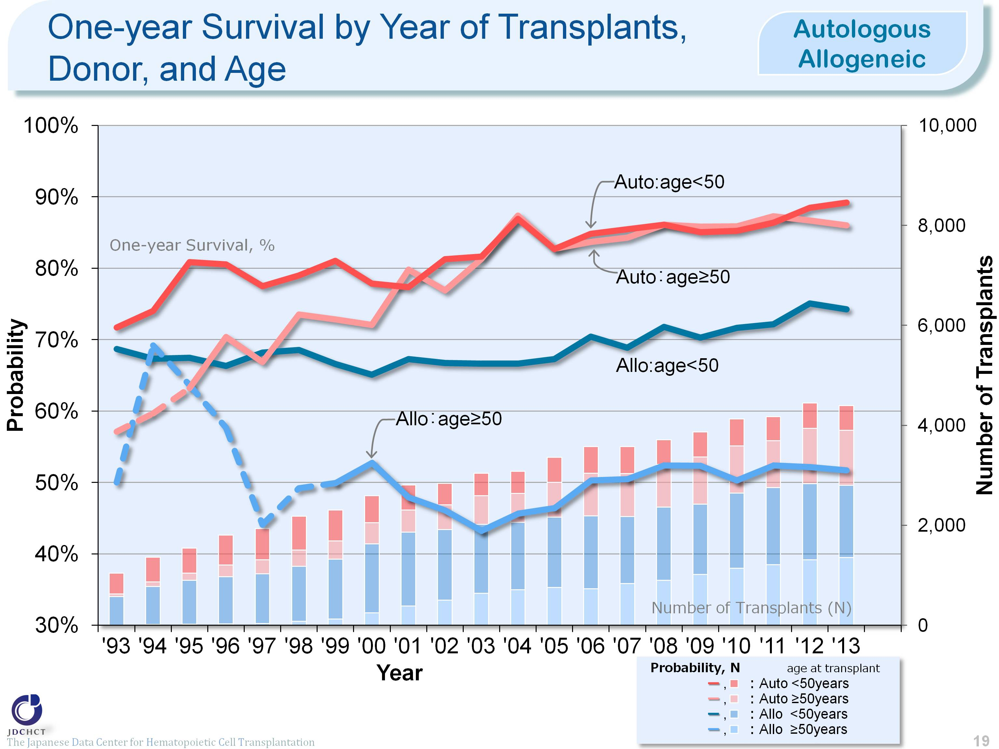 One-year Survival by Year of Transplants,
Donor, and Age
Autologous
Allogeneic
100%
90%
80%
70%
60%
50%
40%
30%
Probability
10,000
8,000
6,000
4,000
2,000
0
Number of Transplants
One-year Survival, %
Auto:age<50
Auto：age≥50
Allo:age<50
Allo：age≥50
Number of Transplants (N)
'93 '94 '95 '96 '97 '98 '99 '00 '01 '02 '03 '04 '05 '06 '07 '08 '09 '10 '11 '12 '13
Year
Probability, N age at transplant
, : Auto <50years
, : Auto ≥50years
, : Allo <50years
, : Allo ≥50years
JDCHCT
The Japanese Data Center for Hematopoietic Cell Transplantation
19